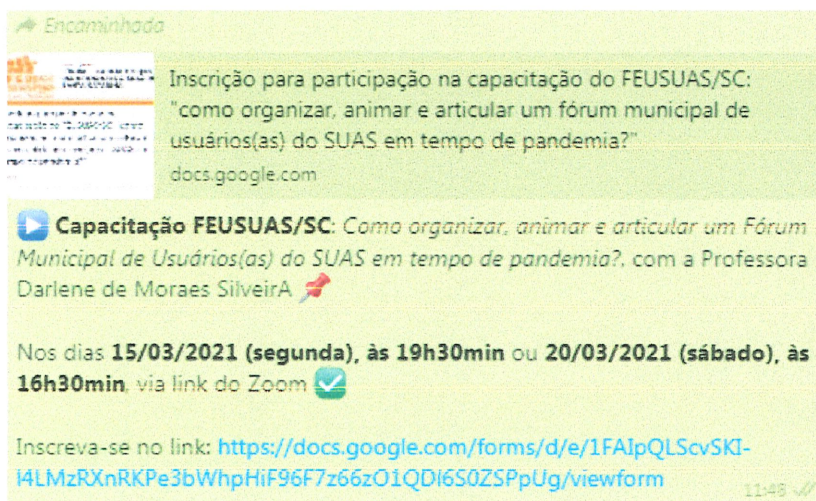 Encaminhada
Inscrição para participação na capacitação do FEUSUAS/SC:
"como organizar, animar e articular um fórum municipal de
usuários(as) do SUAS em tempo de pandemia?"
docs.google.com
Capacitação FEUSUAS/SC: Como organizar, animar e articular um Fórum
Municipal de Usuários(as) do SUAS em tempo de pandemia?, com a Professora
Darlene de Moraes SilveirA
Nos dias 15/03/2021 (segunda), às 19h30min ou 20/03/2021 (sábado), às
16h30min, via link do Zoom
Inscreva-se no link: https://docs.google.com/forms/d/e/1FAIpQLScvSKI-
i4LMzRXnRKPe3bWhpHiF96F7z66zO1QDl6S0ZSPpUg/viewform
11:48